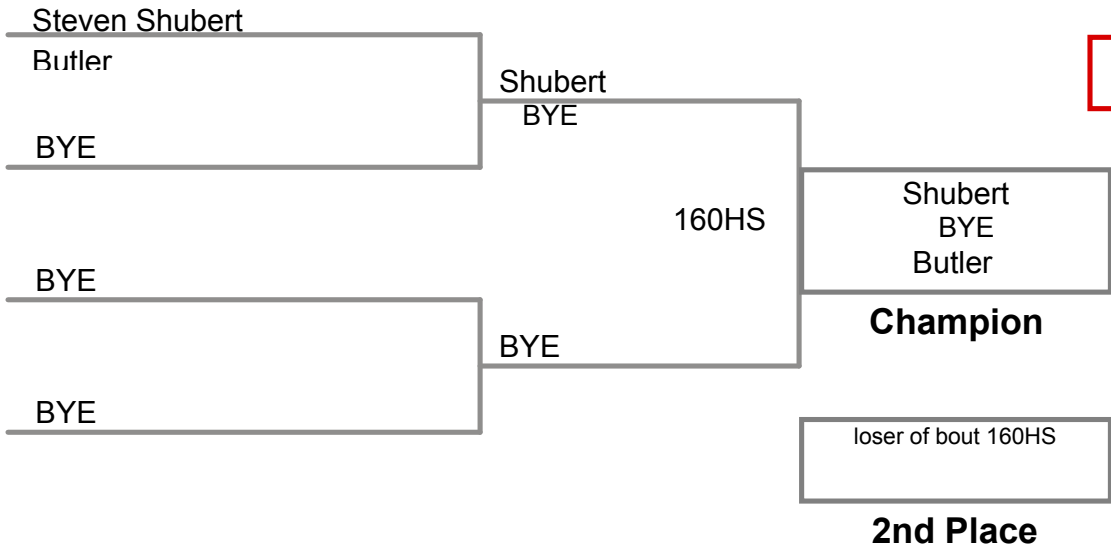 Steven Shubert
Butler
BYE
Shubert
BYE
160HS
BYE
BYE
BYE
Shubert
BYE
Butler
Champion
loser of bout 160HS
2nd Place